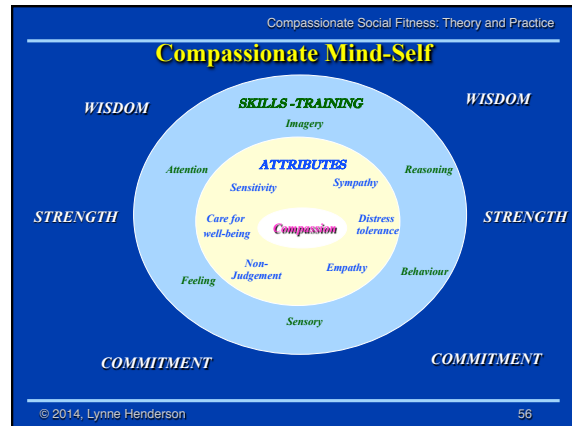 Compassionate Social Fitness: Theory and Practice
Compassionate Mind-Self
WISDOM
WISDOM
SKILLS -TRAINING
Imagery
Attention
Reasoning
ATTRIBUTES
Sensitivity
Sympathy
STRENGTH
STRENGTH
Care for
well-being
Compassion
Distress
tolerance
Non-
Judgement
Empathy
Feeling
Behaviour
Sensory
COMMITMENT
COMMITMENT
© 2014, Lynne Henderson
56